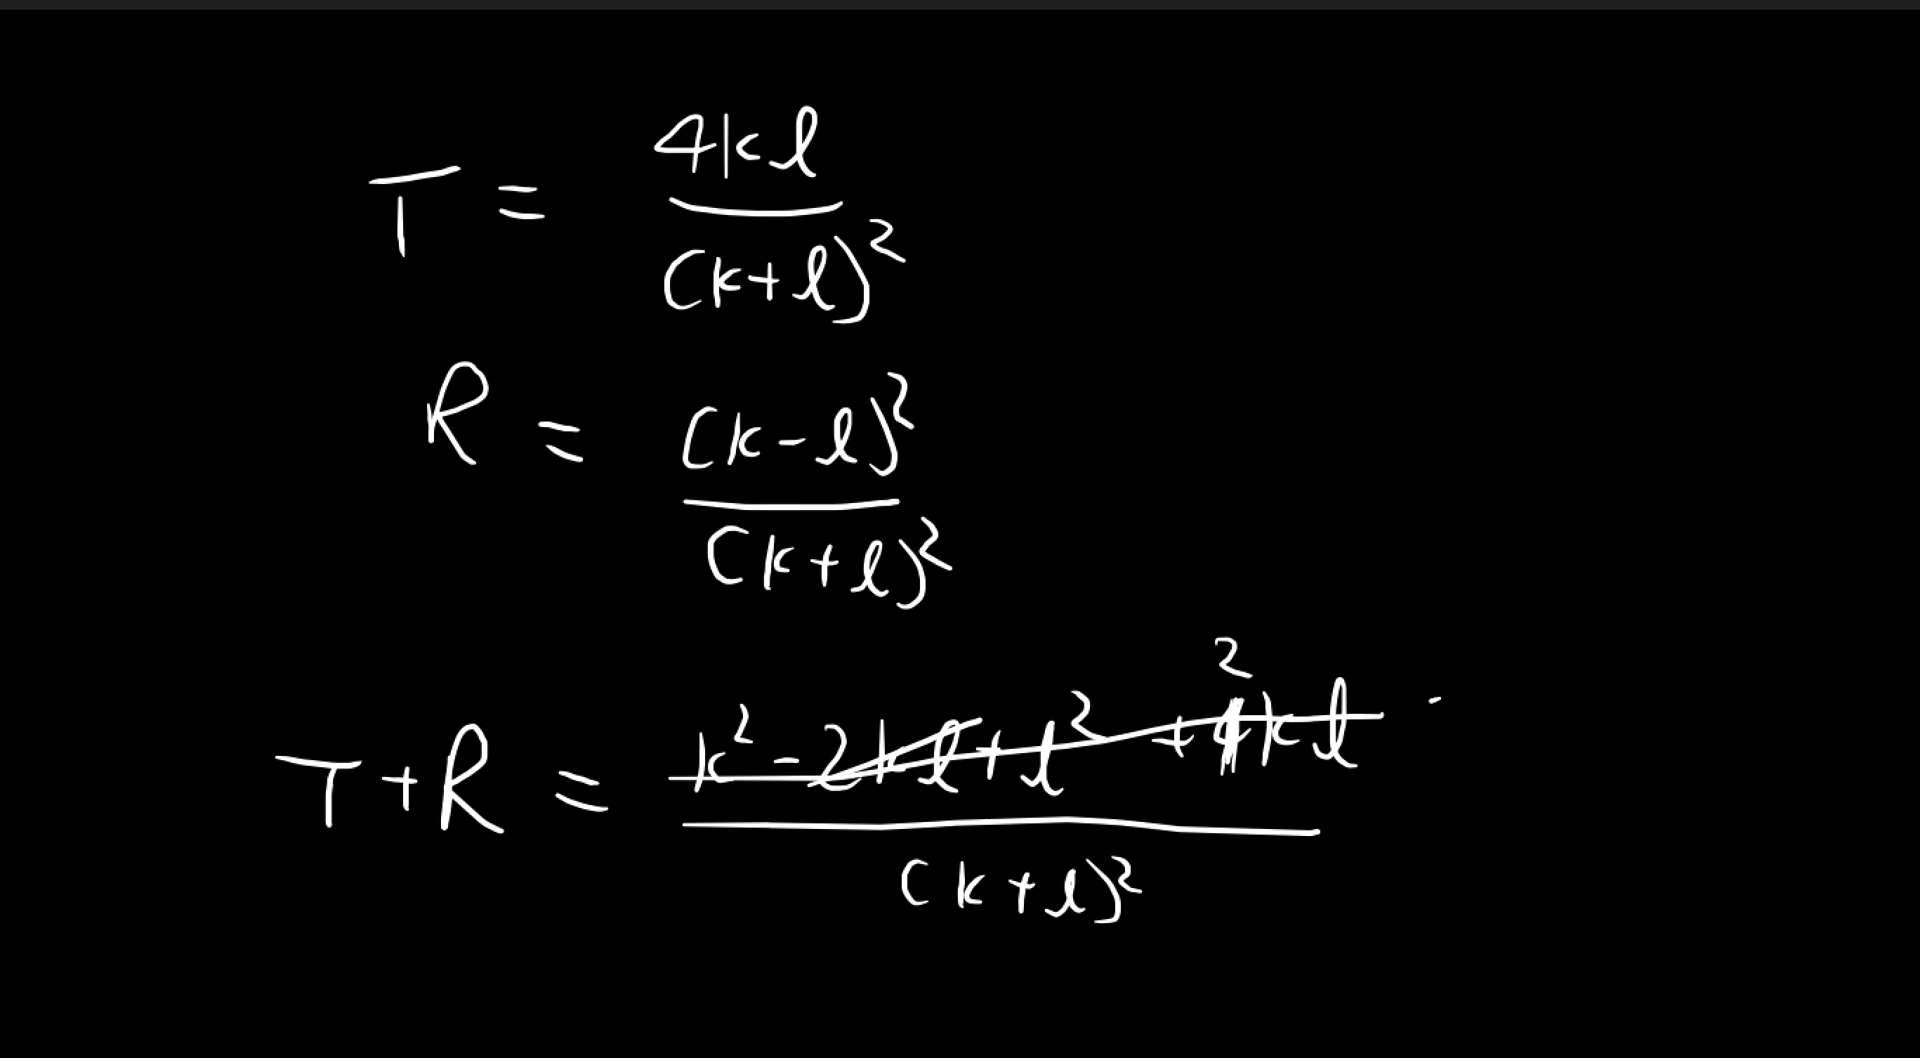 T = 4kl / (k+l)²
R = (k-l)² / (k+l)²
T+R = k² - 2kl + l² + 4kl / (k+l)²
2